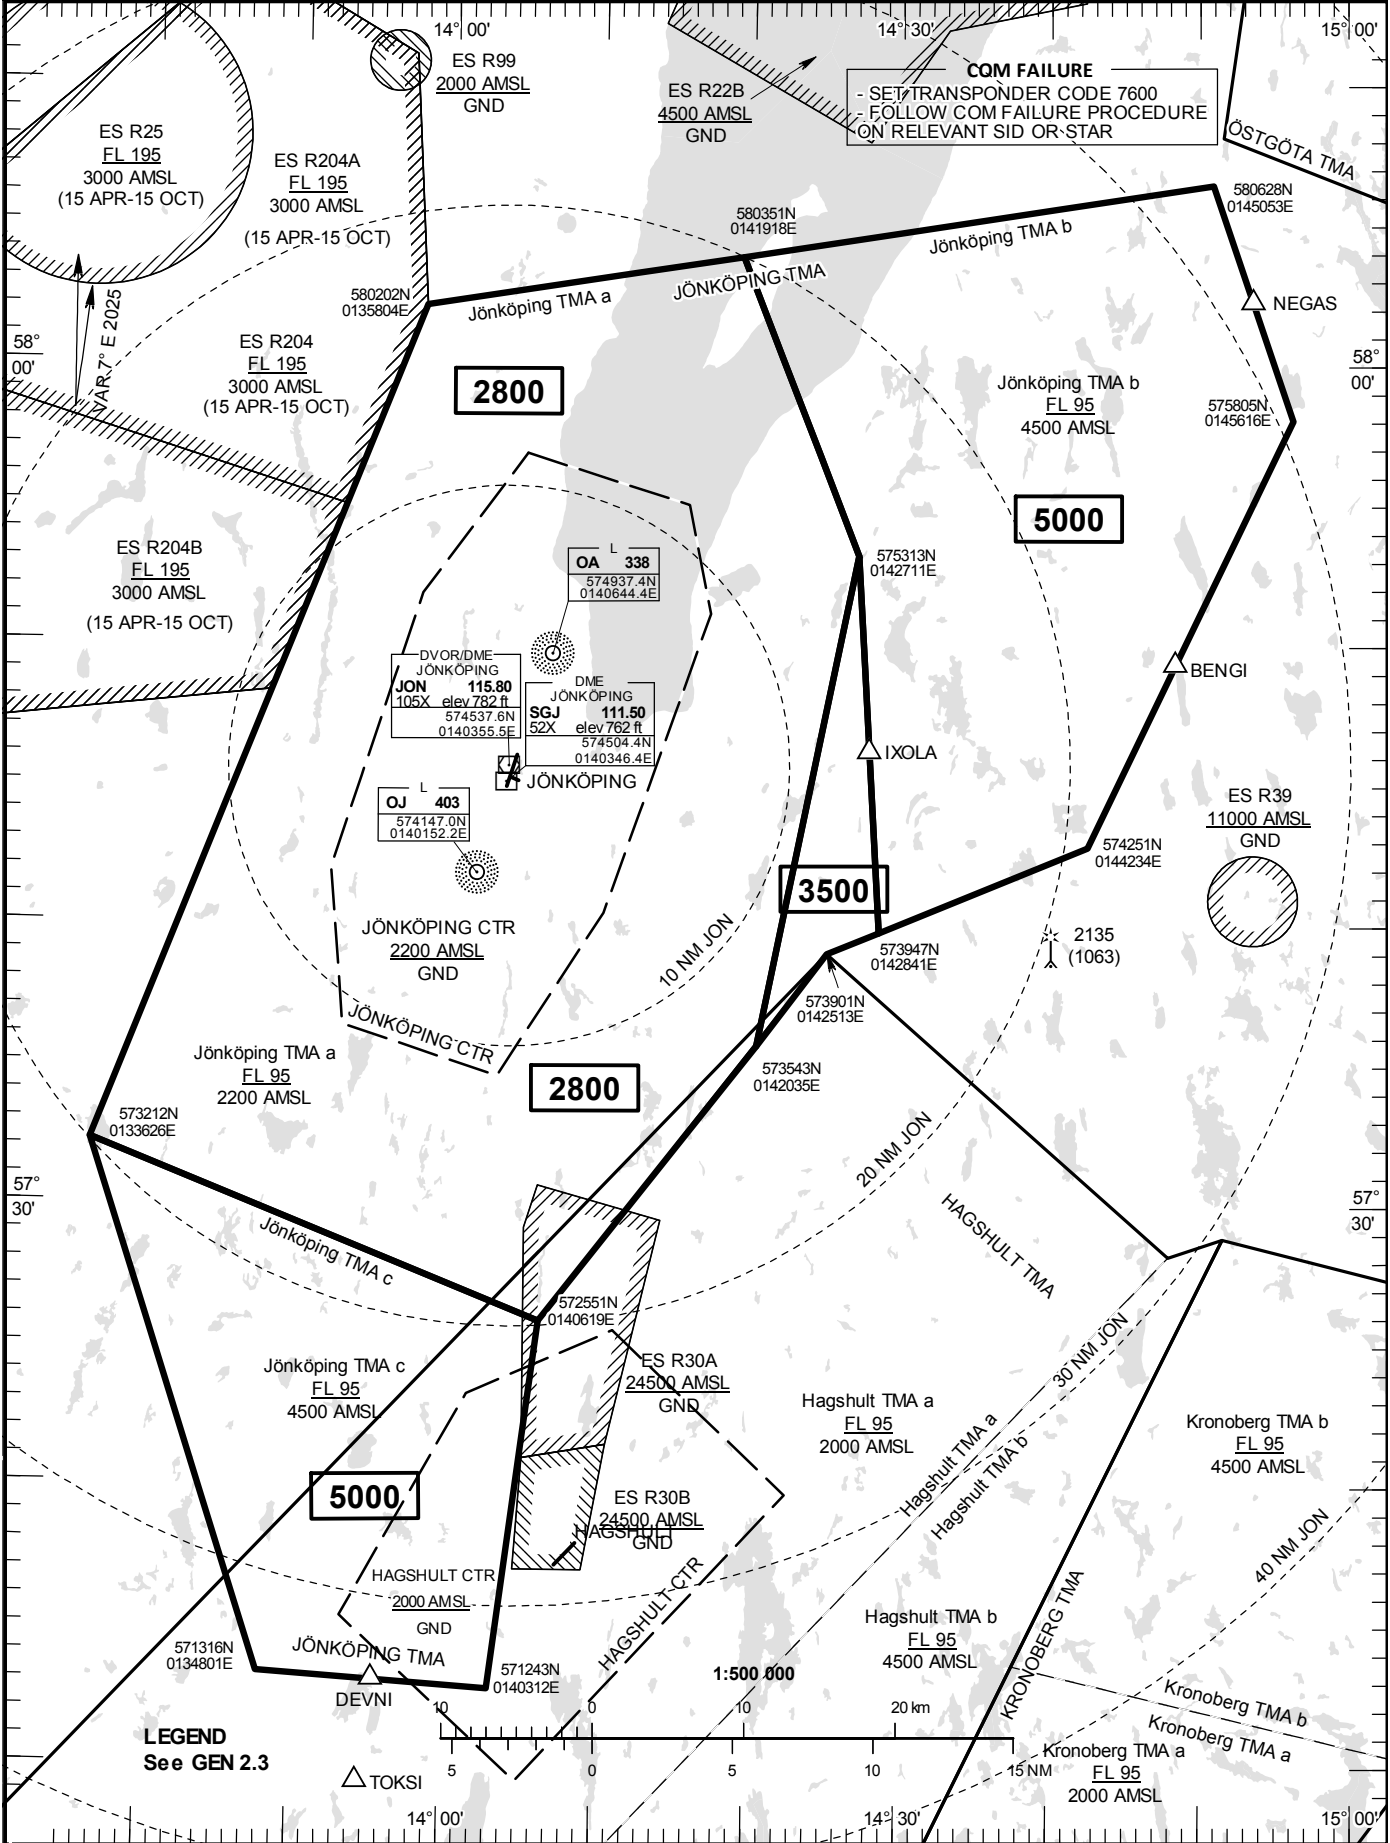 14° 00'
14° 30'
15° 00'
ES R99
2000 AMSL
GND
ES R22B
4500 AMSL
GND
COM FAILURE
- SET TRANSPONDER CODE 7600
- FOLLOW COM FAILURE PROCEDURE
ON RELEVANT SID OR STAR
ÖSTGÖTA TMA
ES R25
FL 195
3000 AMSL
(15 APR-15 OCT)
ES R204A
FL 195
3000 AMSL
(15 APR-15 OCT)
580628N
0145053E
580351N
0141918E
Jönköping TMA b
JÖNKÖPING TMA
Jönköping TMA a
580202N
0135804E
NEGAS
VAR 7° E 2025
58°
00'
ES R204
FL 195
3000 AMSL
(15 APR-15 OCT)
58°
00'
2800
Jönköping TMA b
FL 95
4500 AMSL
575805N
0145616E
5000
ES R204B
FL 195
3000 AMSL
(15 APR-15 OCT)
L
OA 338
574937.4N
0140644.4E
575313N
0142711E
DVOR/DME
JÖNKÖPING
JON 115.80
105X elev 782 ft
574537.6N
0140355.5E
DME
JÖNKÖPING
SGJ 111.50
52X elev 762 ft
574504.4N
0140346.4E
BENGI
IXOLA
JÖNKÖPING
L
OJ 403
574147.0N
0140152.2E
ES R39
11000 AMSL
GND
574251N
0144234E
3500
JÖNKÖPING CTR
2200 AMSL
GND
10 NM JON
573947N
0142841E
2135
(1063)
573901N
0142513E
JÖNKÖPING CTR
Jönköping TMA a
FL 95
2200 AMSL
2800
573543N
0142035E
573212N
0133626E
20 NM JON
57°
30'
57°
30'
HAGSHULT TMA
Jönköping TMA c
572551N
0140619E
30 NM JON
Jönköping TMA c
FL 95
4500 AMSL
ES R30A
24500 AMSL
GND
Hagshult TMA a
FL 95
2000 AMSL
Hagshult TMA a
Hagshult TMA b
Kronoberg TMA b
FL 95
4500 AMSL
5000
ES R30B
24500 AMSL
GND
HAGSHULT
40 NM JON
HAGSHULT CTR
2000 AMSL
GND
HAGSHULT CTR
KRONOBERG TMA
Hagshult TMA b
FL 95
4500 AMSL
571316N
0134801E
JÖNKÖPING TMA
DEVNI
571243N
0140312E
1:500 000
10 0 10 20 km
5 0 5 10 15 NM
LEGEND
See GEN 2.3
TOKSI
Kronoberg TMA b
Kronoberg TMA a
Kronoberg TMA a
FL 95
2000 AMSL
14° 00'
14° 30'
15° 00'